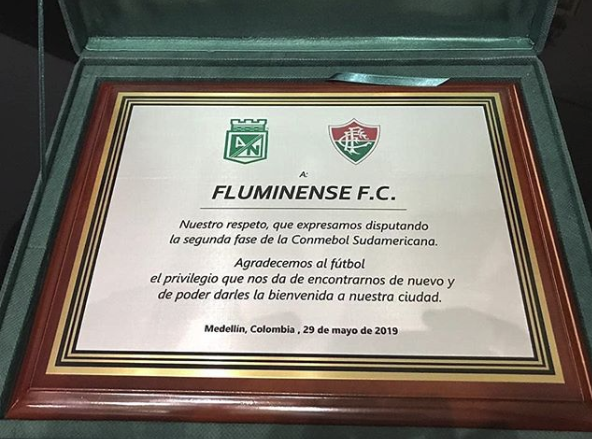 AN
A:
FLUMINENSE F.C.
Nuestro respeto, que expresamos disputando
la segunda fase de la Conmebol Sudamericana.
Agradecemos al fútbol
el privilegio que nos da de encontrarnos de nuevo y
de poder darles la bienvenida a nuestra ciudad.
Medellín, Colombia , 29 de mayo de 2019